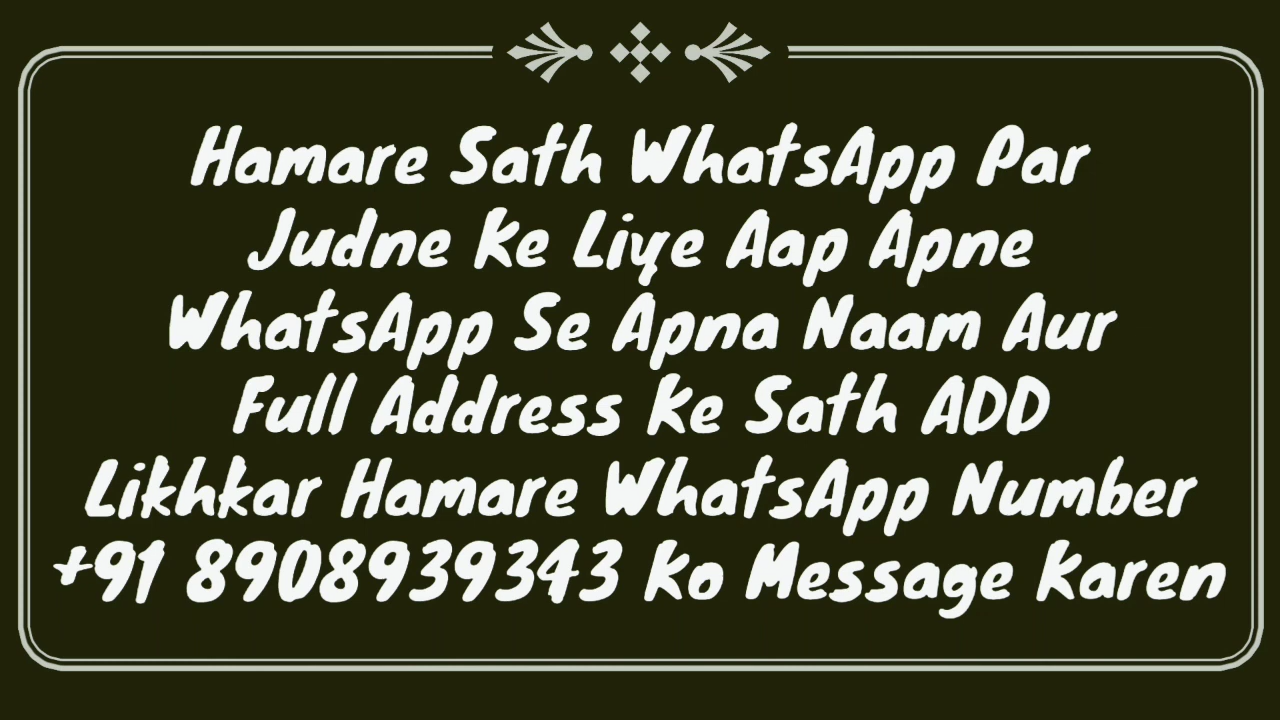 Hamare Sath WhatsApp Par
Judne Ke Liye Aap Apne
WhatsApp Se Apna Naam Aur
Full Address Ke Sath ADD
Likhkar Hamare WhatsApp Number
+91 8908939343 Ko Message Karen